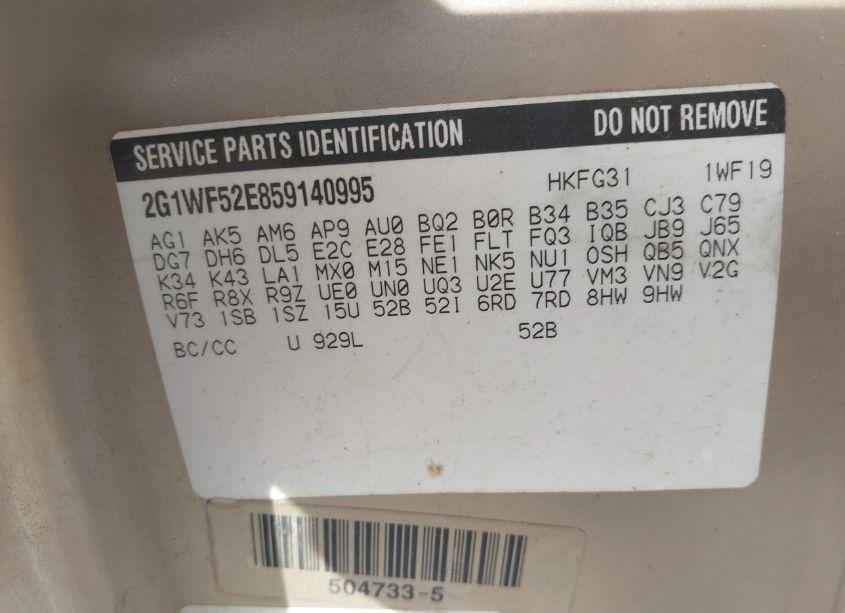 SERVICE PARTS IDENTIFICATION DO NOT REMOVE
2G1WF52E859140995 HKFG31 1WF19
AG1 AK5 AM6 AP9 AU0 BQ2 B0R B34 B35 CJ3 C79
DG7 DH6 DL5 E2C E28 FE1 FLT FQ3 IQB JB9 J65
K34 K43 LA1 MX0 M15 NE1 NK5 NU1 OSH QB5 QNX
R6F R8X R9Z UE0 UN0 UQ3 U2E U77 VM3 VN9 V2G
V73 1SB 1SZ 15U 52B 52I 6RD 7RD 8HW 9HW
BC/CC U 929L 52B
504733-5